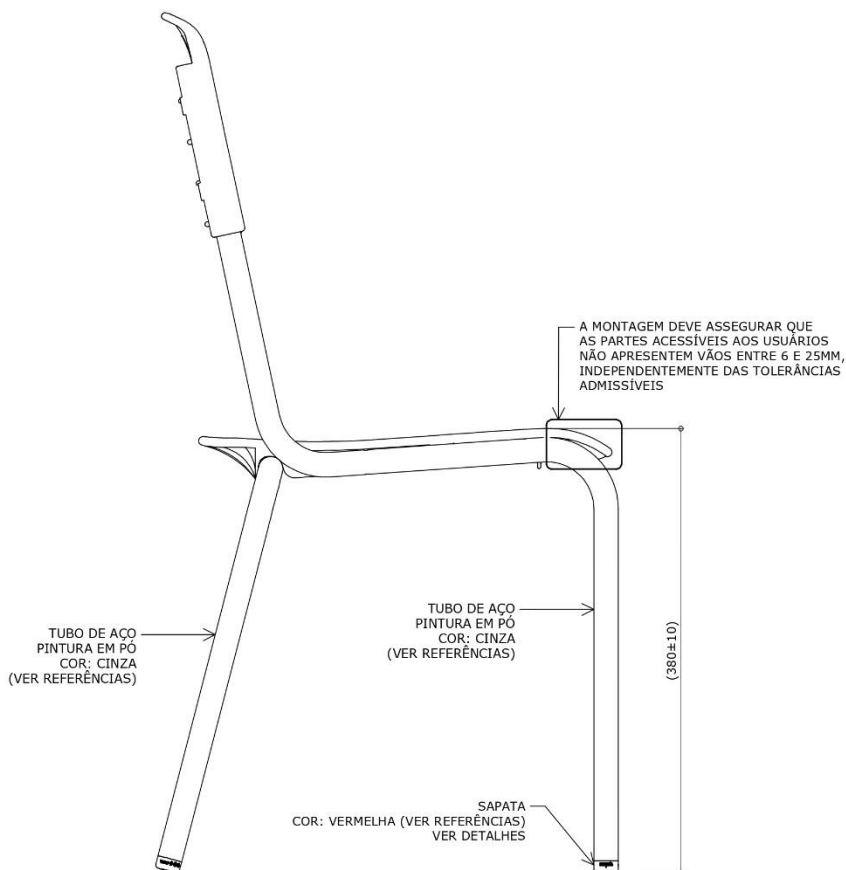 A MONTAGEM DEVE ASSEGURAR QUE
AS PARTES ACESSÍVEIS AOS USUÁRIOS
NÃO APRESENTEM VÃOS ENTRE 6 E 25MM,
INDEPENDENTEMENTE DAS TOLERÂNCIAS
ADMISSÍVEIS
TUBO DE AÇO
PINTURA EM PÓ
COR: CINZA
(VER REFERÊNCIAS)
TUBO DE AÇO
PINTURA EM PÓ
COR: CINZA
(VER REFERÊNCIAS)
(380±10)
SAPATA
COR: VERMELHA (VER REFERÊNCIAS)
VER DETALHES